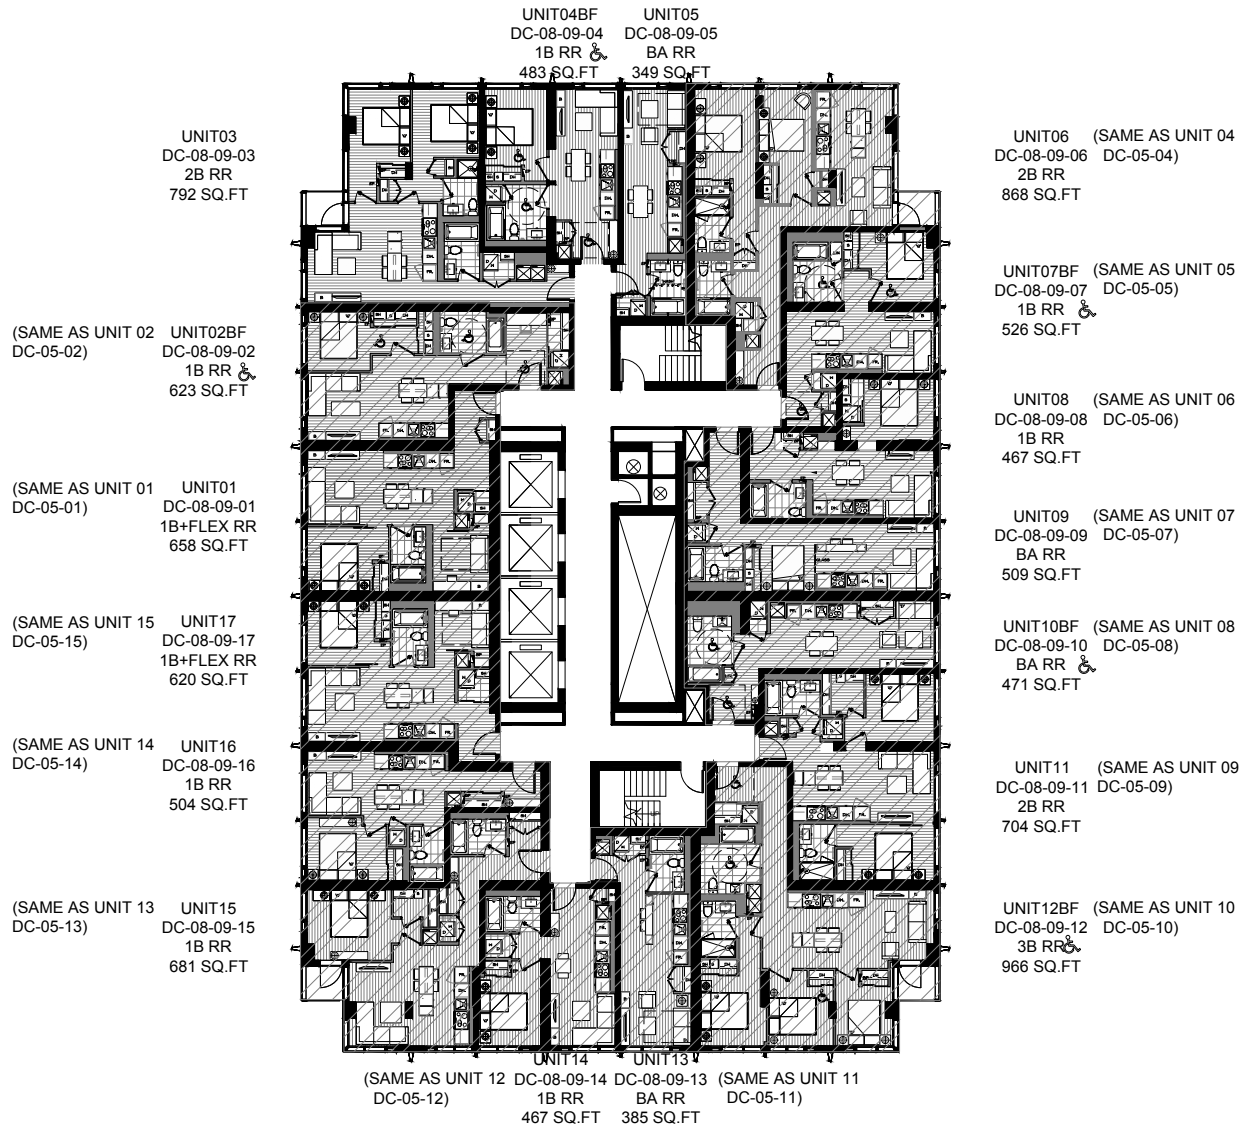 UNIT04BF
DC-08-09-04
1B RR
483 SQ.FT
UNIT05
DC-08-09-05
BA RR
349 SQ.FT
UNIT03
DC-08-09-03
2B RR
792 SQ.FT
UNIT06
DC-08-09-06
2B RR
868 SQ.FT
(SAME AS UNIT 04
DC-05-04)
UNIT07BF
DC-08-09-07
1B RR
526 SQ.FT
(SAME AS UNIT 05
DC-05-05)
(SAME AS UNIT 02
DC-05-02)
UNIT02BF
DC-08-09-02
1B RR
623 SQ.FT
UNIT08
DC-08-09-08
1B RR
467 SQ.FT
(SAME AS UNIT 06
DC-05-06)
(SAME AS UNIT 01
DC-05-01)
UNIT01
DC-08-09-01
1B+FLEX RR
658 SQ.FT
UNIT09
DC-08-09-09
BA RR
509 SQ.FT
(SAME AS UNIT 07
DC-05-07)
(SAME AS UNIT 15
DC-05-15)
UNIT17
DC-08-09-17
1B+FLEX RR
620 SQ.FT
UNIT10BF
DC-08-09-10
BA RR
471 SQ.FT
(SAME AS UNIT 08
DC-05-08)
(SAME AS UNIT 14
DC-05-14)
UNIT16
DC-08-09-16
1B RR
504 SQ.FT
UNIT11
DC-08-09-11
2B RR
704 SQ.FT
(SAME AS UNIT 09
DC-05-09)
(SAME AS UNIT 13
DC-05-13)
UNIT15
DC-08-09-15
1B RR
681 SQ.FT
UNIT12BF
DC-08-09-12
3B RR
966 SQ.FT
(SAME AS UNIT 10
DC-05-10)
(SAME AS UNIT 12
DC-05-12)
UNIT14
DC-08-09-14
1B RR
467 SQ.FT
UNIT13
DC-08-09-13
BA RR
385 SQ.FT
(SAME AS UNIT 11
DC-05-11)